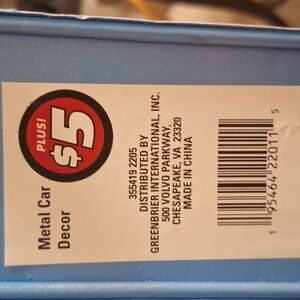 PLUS!
$5
Metal Car
Decor
355419 2205
DISTRIBUTED BY
GREENBRIER INTERNATIONAL, INC.
500 VOLVO PARKWAY,
CHESAPEAKE, VA 23320
MADE IN CHINA
1 95464 22011 5